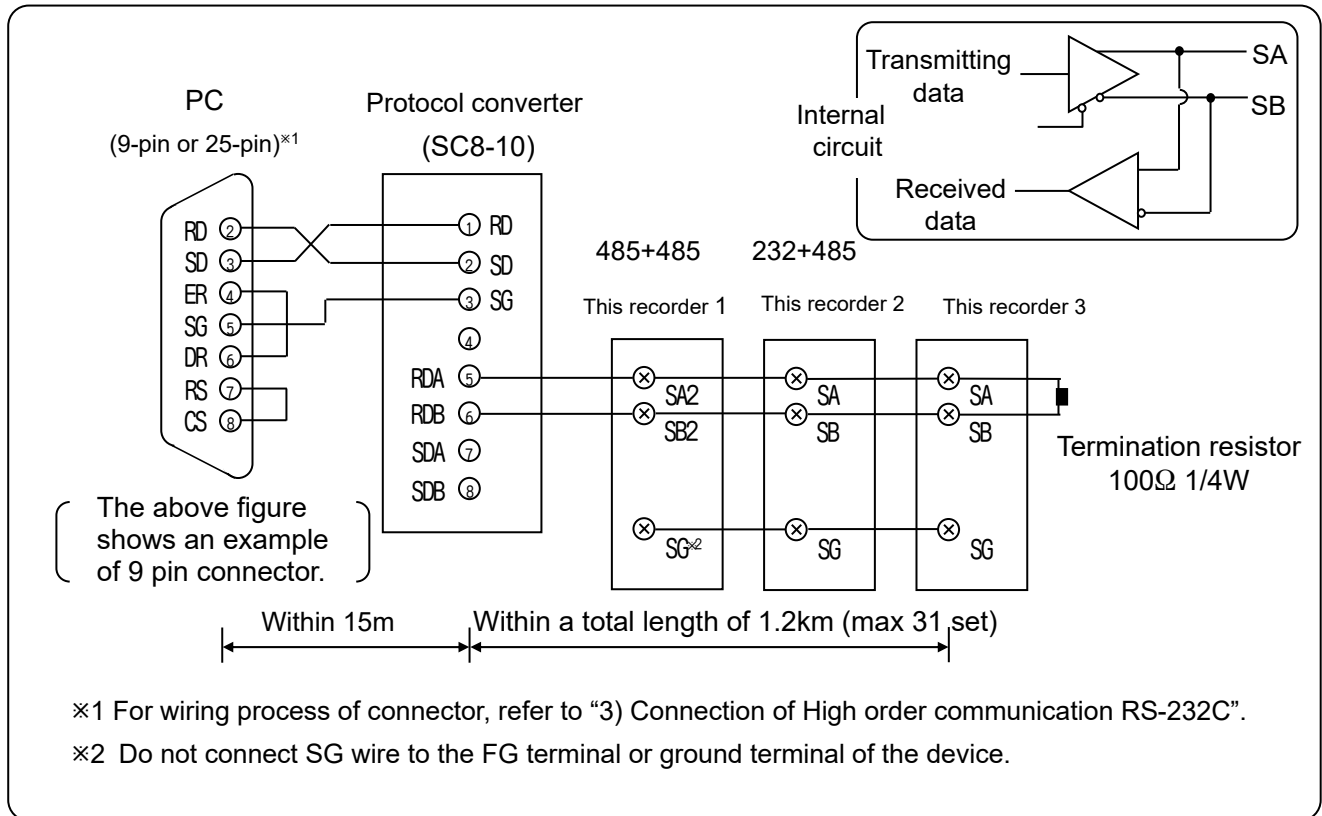 Transmitting
data
SA
SB
Internal
circuit
Received
data
PC
(9-pin or 25-pin)※1
Protocol converter
(SC8-10)
RD 2
SD 3
ER 4
SG 5
DR 6
RS 7
CS 8
1 RD
2 SD
3 SG
4
RDA 5
RDB 6
SDA 7
SDB 8
485+485
232+485
This recorder 1
This recorder 2
This recorder 3
SA2
SB2
SG※2
SA
SB
SG
SA
SB
SG
Termination resistor
100Ω 1/4W
The above figure
shows an example
of 9 pin connector.
Within 15m
Within a total length of 1.2km (max 31 set)
※1 For wiring process of connector, refer to “3) Connection of High order communication RS-232C”.
※2 Do not connect SG wire to the FG terminal or ground terminal of the device.